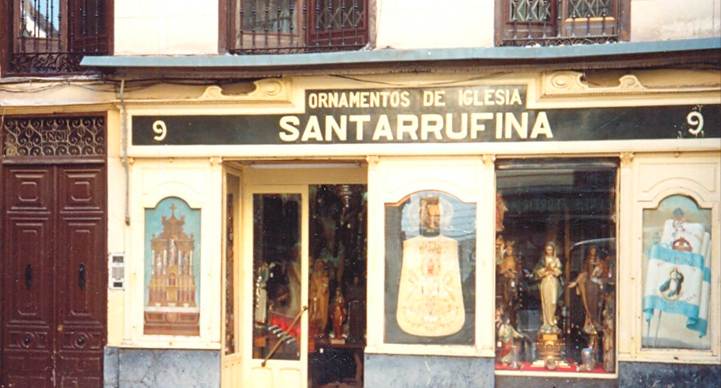 ORNAMENTOS DE IGLESIA
9 SANTARRUFINA 9